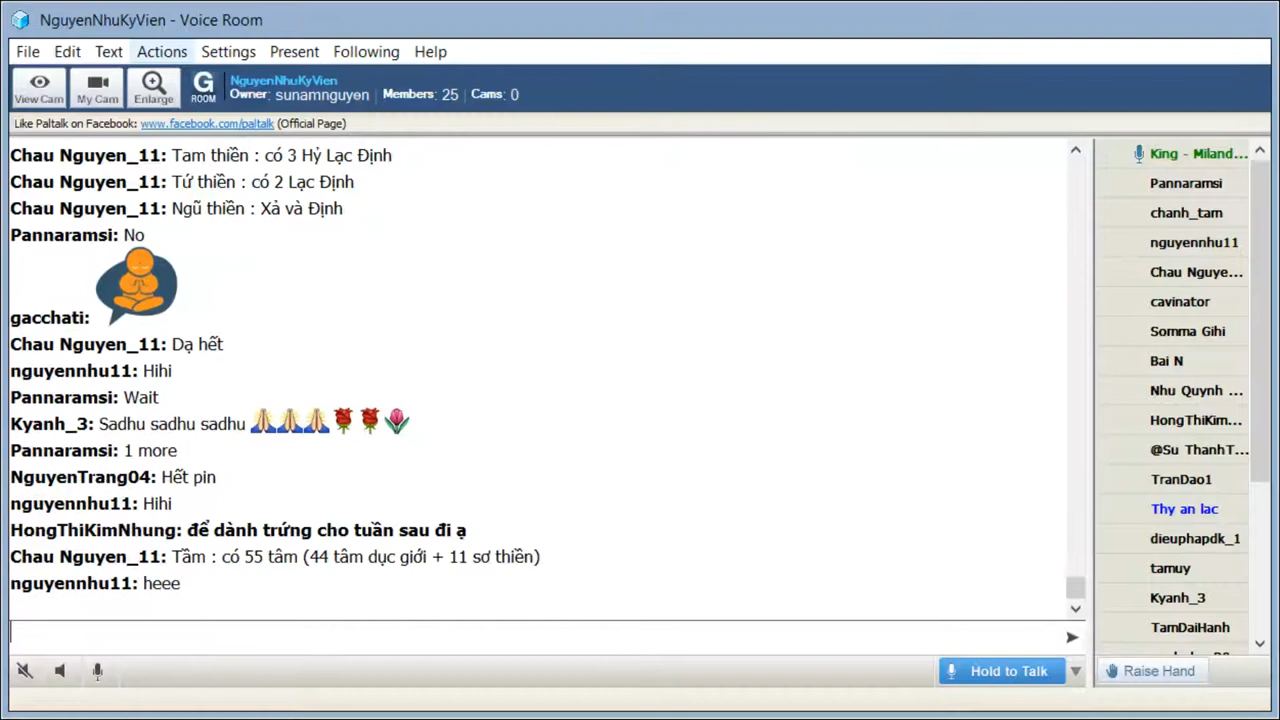 NguyenNhuKyVien - Voice Room
File Edit Text Actions Settings Present Following Help
View Cam My Cam Enlarge G ROOM
NguyenNhuKyVien
Owner: sunamnguyen Members: 25 Cams: 0
Like Paltalk on Facebook: www.facebook.com/paltalk (Official Page)
Chau Nguyen_11: Tam thiền : có 3 Hỷ Lạc Định
Chau Nguyen_11: Tứ thiền : có 2 Lạc Định
Chau Nguyen_11: Ngũ thiền : Xả và Định
Pannaramsi: No
gacchati:
Chau Nguyen_11: Dạ hết
nguyennhu11: Hihi
Pannaramsi: Wait
Kyanh_3: Sadhu sadhu sadhu 🙏🏼🙏🏼🙏🏼🌹🌹🌷
Pannaramsi: 1 more
NguyenTrang04: Hết pin
nguyennhu11: Hihi
HongThiKimNhung: để dành trứng cho tuần sau đi ạ
Chau Nguyen_11: Tầm : có 55 tâm (44 tâm dục giới + 11 sơ thiền)
nguyennhu11: heee
King - Miland...
Pannaramsi
chanh_tam
nguyennhu11
Chau Nguye...
cavinator
Somma Gihi
Bai N
Nhu Quynh ...
HongThiKim...
@Su ThanhT...
TranDao1
Thy an lac
dieuphapdk_1
tamuy
Kyanh_3
TamDaiHanh
Hold to Talk
Raise Hand